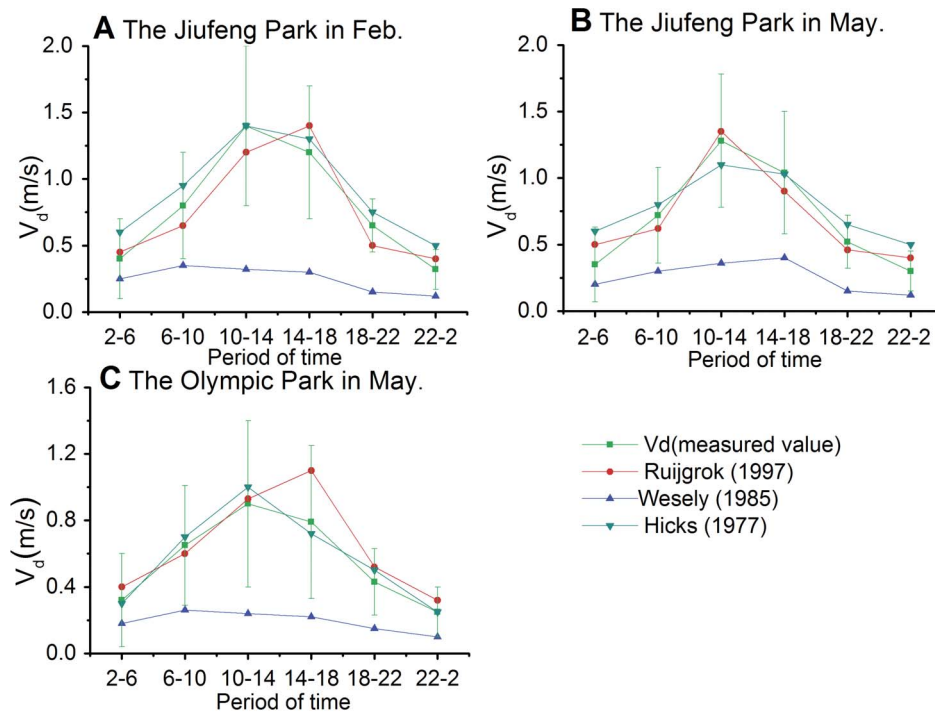 A The Jiufeng Park in Feb.
2.0
1.5
1.0
0.5
0.0
V_d(m/s)
2-6 6-10 10-14 14-18 18-22 22-2
Period of time
B The Jiufeng Park in May.
2.0
1.5
1.0
0.5
0.0
V_d(m/s)
2-6 6-10 10-14 14-18 18-22 22-2
Period of time
C The Olympic Park in May.
1.6
1.2
0.8
0.4
0.0
V_d(m/s)
2-6 6-10 10-14 14-18 18-22 22-2
Period of time
Vd(measured value)
Ruijgrok (1997)
Wesely (1985)
Hicks (1977)